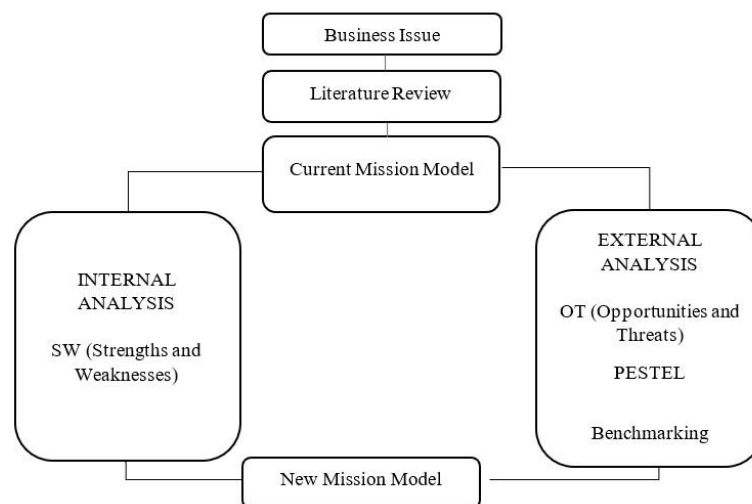 Business Issue
Literature Review
Current Mission Model
INTERNAL
ANALYSIS
SW (Strengths and
Weaknesses)
EXTERNAL
ANALYSIS
OT (Opportunities and
Threats)
PESTEL
Benchmarking
New Mission Model